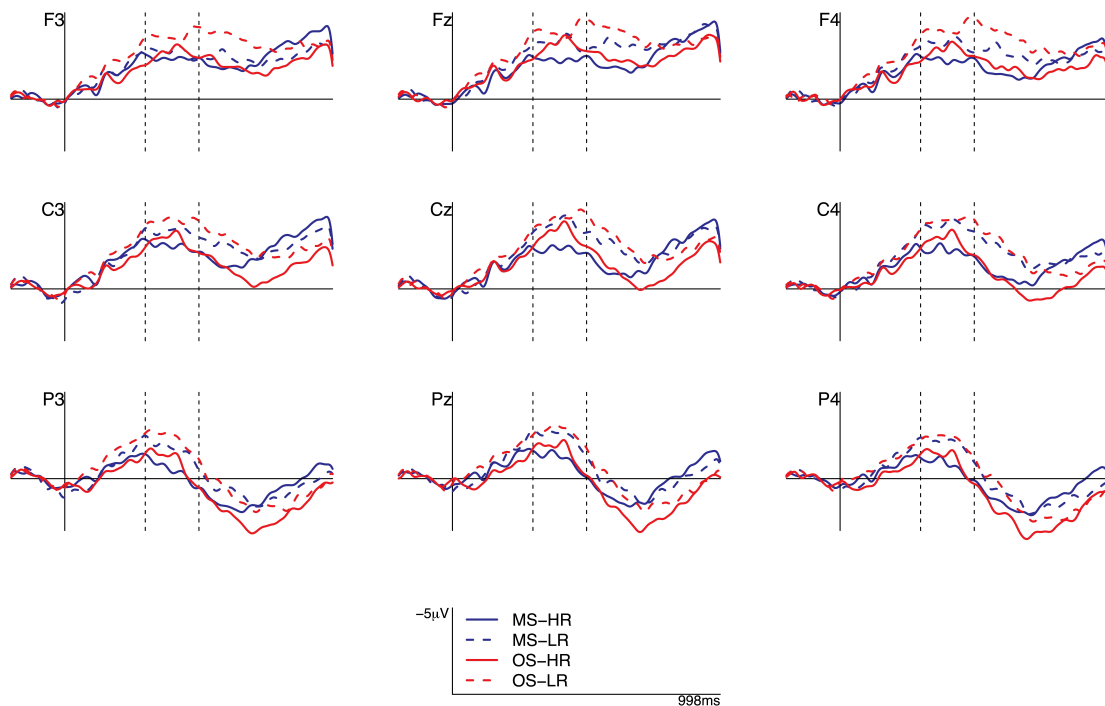 F3 Fz F4
C3 Cz C4
P3 Pz P4
−5μV
MS−HR
MS−LR
OS−HR
OS−LR
998ms